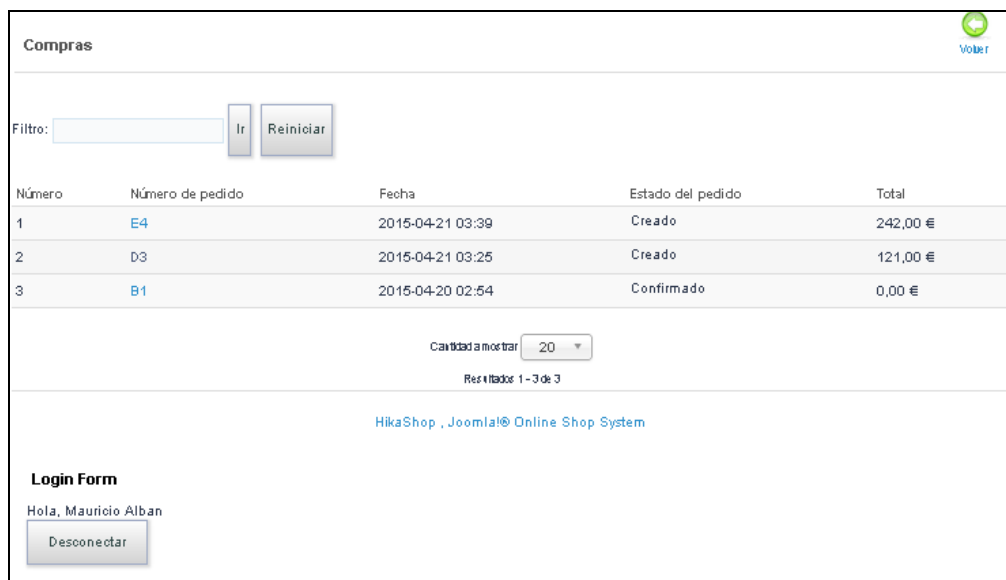 Compras
Volver
Filtro: Ir Reiniciar
Número Número de pedido Fecha Estado del pedido Total
1 E4 2015-04-21 03:39 Creado 242,00 €
2 D3 2015-04-21 03:25 Creado 121,00 €
3 B1 2015-04-20 02:54 Confirmado 0,00 €
Cantidad a mostrar 20
Resultados 1 - 3 de 3
HikaShop , Joomla!® Online Shop System
Login Form
Hola, Mauricio Alban
Desconectar